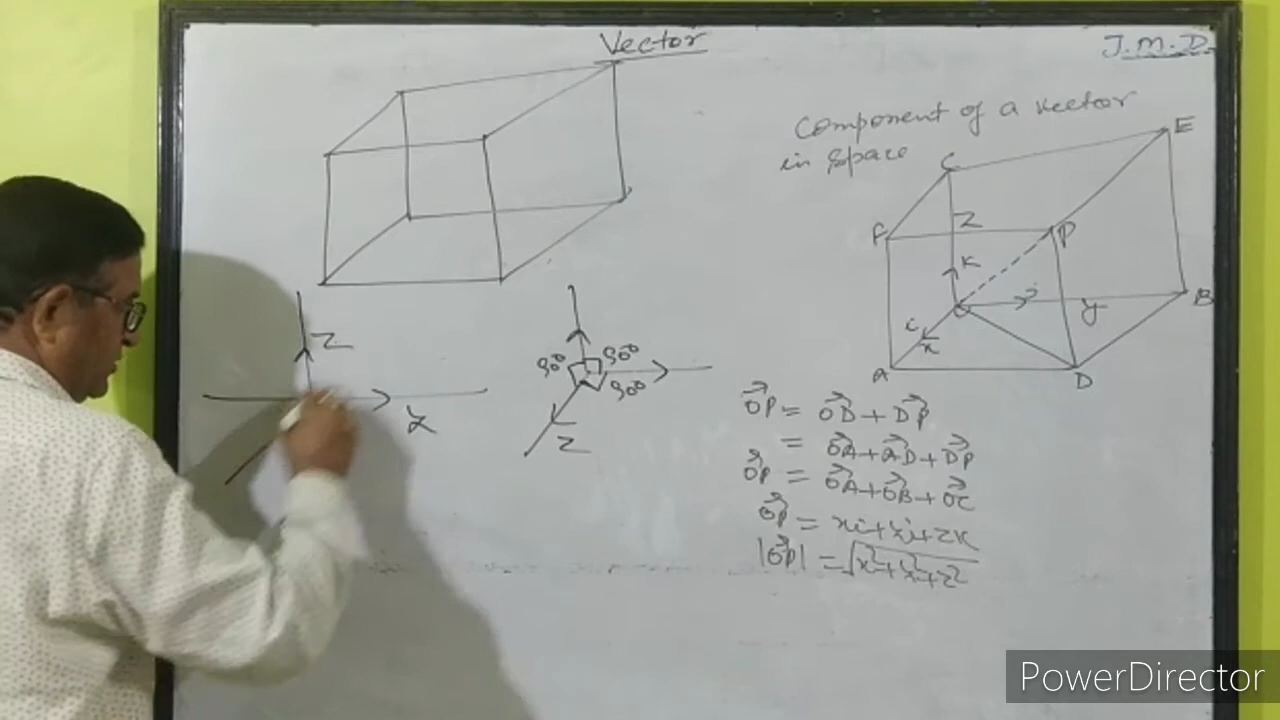 Vector
J.M.D.
Component of a vector
in space
E
C
Z
F
P
K
j
O
y
B
i
x
A
D
Z
y
90° 90°
90°
Z
OP = OD + DP
= OA + AD + DP
OP = OA + OB + OC
OP = xi + yj + zk
|OP| = √x²+y²+z²
PowerDirector